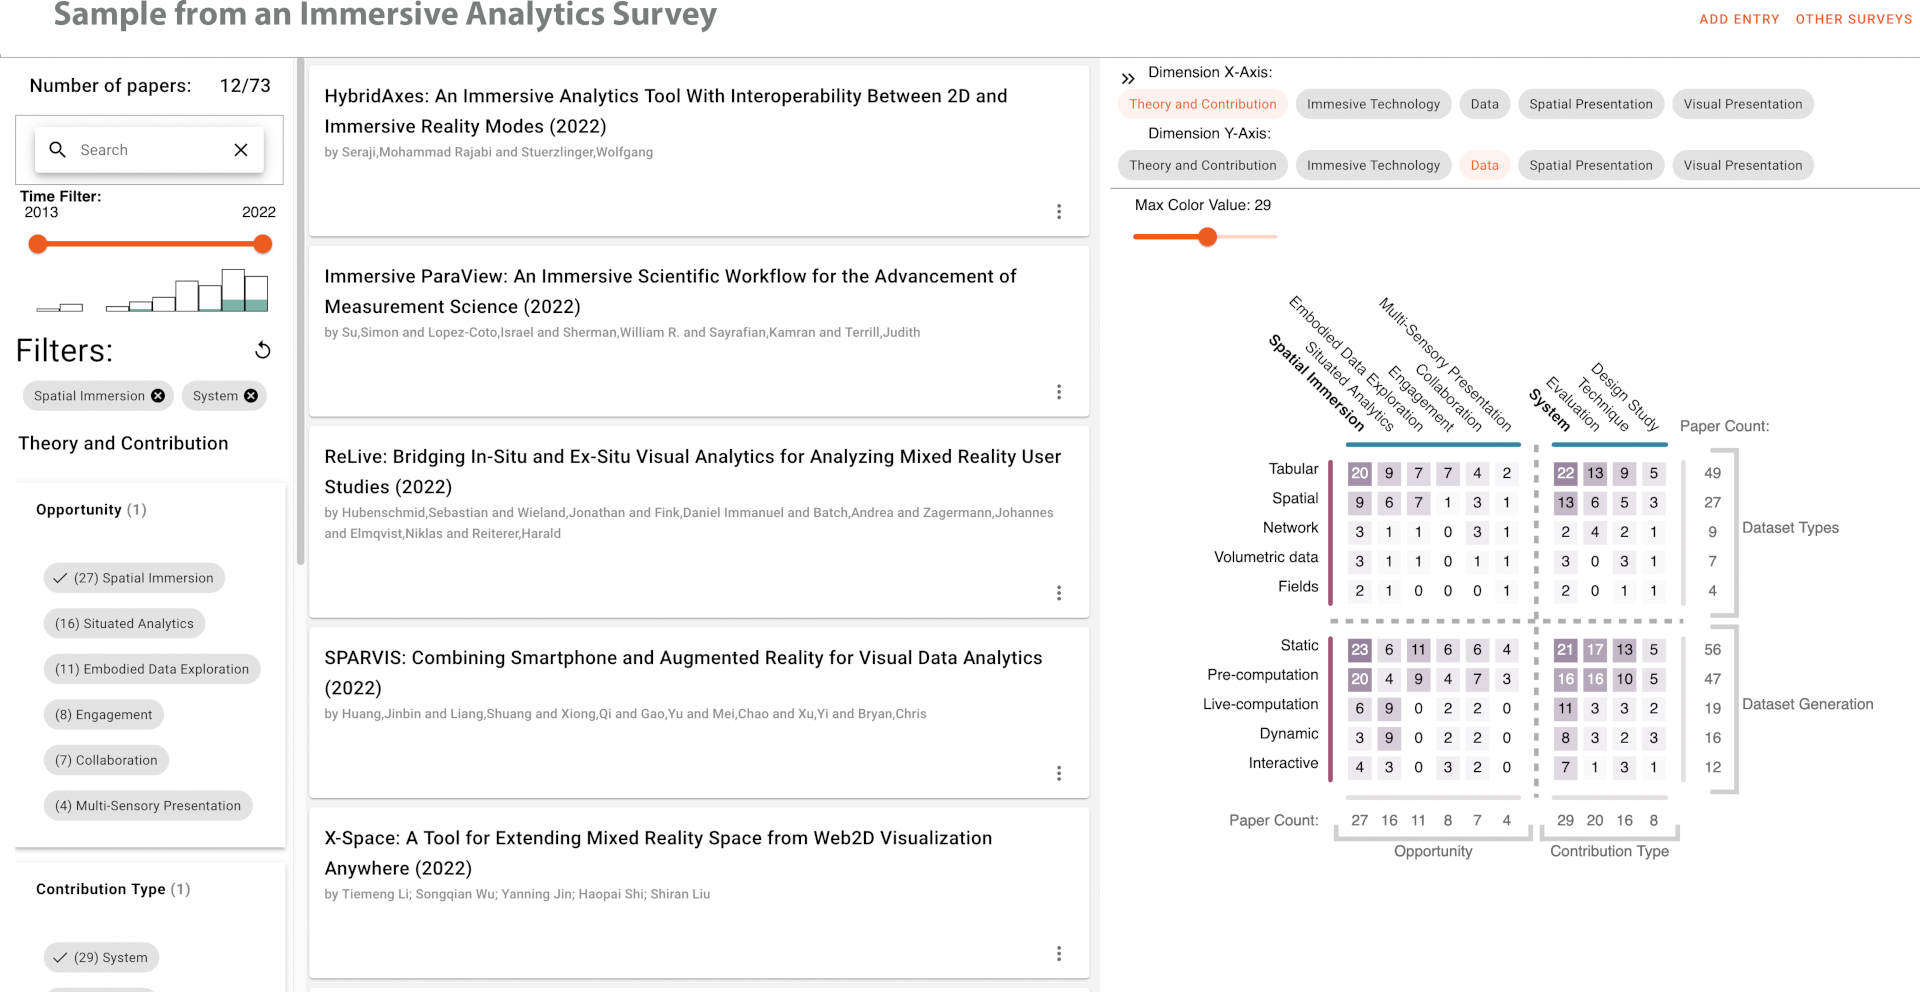 Sample from an Immersive Analytics Survey
ADD ENTRY OTHER SURVEYS
Number of papers: 12/73
Search
Time Filter:
2013 2022
Filters:
Spatial Immersion System
Theory and Contribution
Opportunity (1)
(27) Spatial Immersion
(16) Situated Analytics
(11) Embodied Data Exploration
(8) Engagement
(7) Collaboration
(4) Multi-Sensory Presentation
Contribution Type (1)
(29) System
HybridAxes: An Immersive Analytics Tool With Interoperability Between 2D and
Immersive Reality Modes (2022)
by Seraji,Mohammad Rajabi and Stuerzlinger,Wolfgang
Immersive ParaView: An Immersive Scientific Workflow for the Advancement of
Measurement Science (2022)
by Su,Simon and Lopez-Coto,Israel and Sherman,William R. and Sayrafian,Kamran and Terrill,Judith
ReLive: Bridging In-Situ and Ex-Situ Visual Analytics for Analyzing Mixed Reality User
Studies (2022)
by Hubenschmid,Sebastian and Wieland,Jonathan and Fink,Daniel Immanuel and Batch,Andrea and Zagermann,Johannes
and Elmqvist,Niklas and Reiterer,Harald
SPARVIS: Combining Smartphone and Augmented Reality for Visual Data Analytics
(2022)
by Huang,Jinbin and Liang,Shuang and Xiong,Qi and Gao,Yu and Mei,Chao and Xu,Yi and Bryan,Chris
X-Space: A Tool for Extending Mixed Reality Space from Web2D Visualization
Anywhere (2022)
by Tiemeng Li; Songqian Wu; Yanning Jin; Haopai Shi; Shiran Liu
Dimension X-Axis:
Theory and Contribution Immesive Technology Data Spatial Presentation Visual Presentation
Dimension Y-Axis:
Theory and Contribution Immesive Technology Data Spatial Presentation Visual Presentation
Max Color Value: 29
Spatial Immersion
Situated Analytics
Embodied Data Exploration
Engagement
Collaboration
Multi-Sensory Presentation
System
Evaluation
Technique
Design Study
Paper Count:
Tabular 20 9 7 7 4 2 22 13 9 5 49
Spatial 9 6 7 1 3 1 13 6 5 3 27
Network 3 1 1 0 3 1 2 4 2 1 9
Volumetric data 3 1 1 0 1 1 3 0 3 1 7
Fields 2 1 0 0 0 1 2 0 1 1 4
Dataset Types
Static 23 6 11 6 6 4 21 17 13 5 56
Pre-computation 20 4 9 4 7 3 16 16 10 5 47
Live-computation 6 9 0 2 2 0 11 3 3 2 19
Dynamic 3 9 0 2 2 0 8 3 2 3 16
Interactive 4 3 0 3 2 0 7 1 3 1 12
Dataset Generation
Paper Count: 27 16 11 8 7 4 29 20 16 8
Opportunity Contribution Type